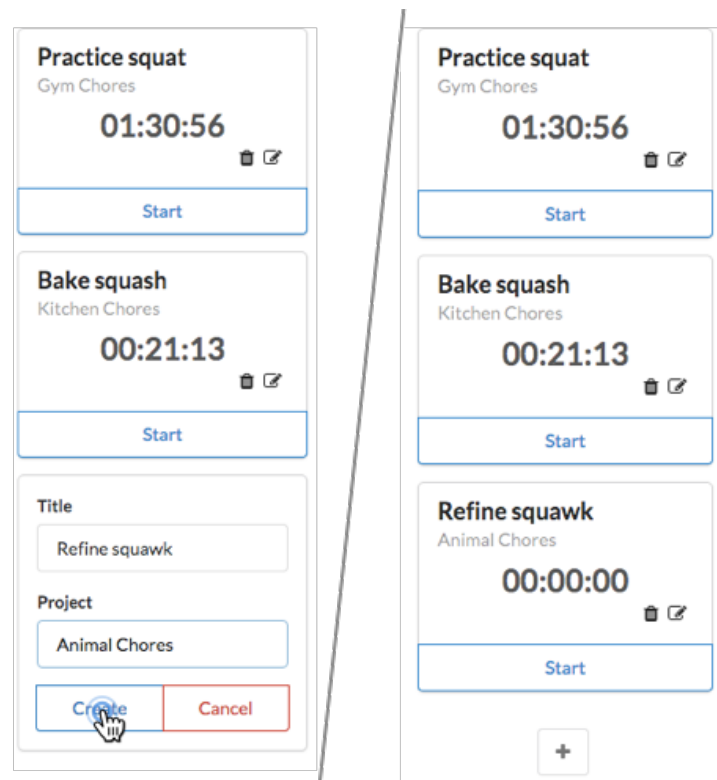 Practice squat
Gym Chores
01:30:56
Start
Bake squash
Kitchen Chores
00:21:13
Start
Title
Refine squawk
Project
Animal Chores
Create
Cancel
Practice squat
Gym Chores
01:30:56
Start
Bake squash
Kitchen Chores
00:21:13
Start
Refine squawk
Animal Chores
00:00:00
Start
+